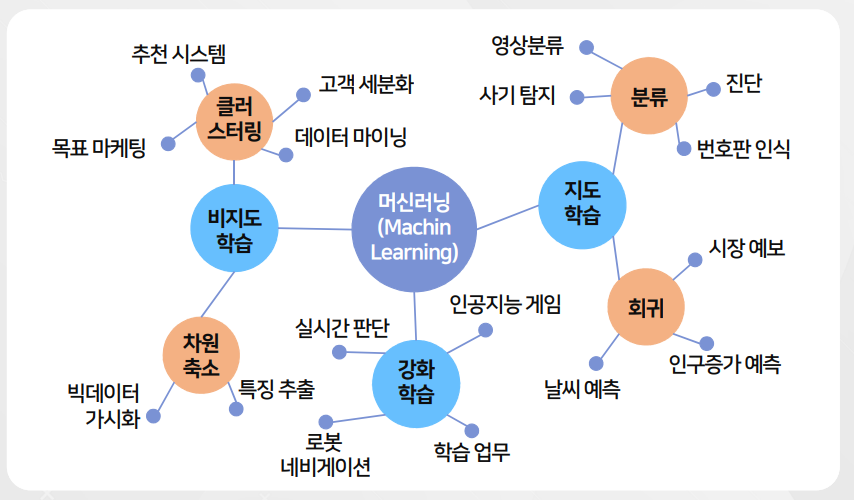 추천 시스템
고객 세분화
클러
스터링
목표 마케팅
데이터 마이닝
비지도
학습
차원
축소
빅데이터
가시화
특징 추출
머신러닝
(Machin
Learning)
실시간 판단
인공지능 게임
강화
학습
로봇
네비게이션
학습 업무
영상분류
사기 탐지
분류
진단
번호판 인식
지도
학습
시장 예보
회귀
인구증가 예측
날씨 예측